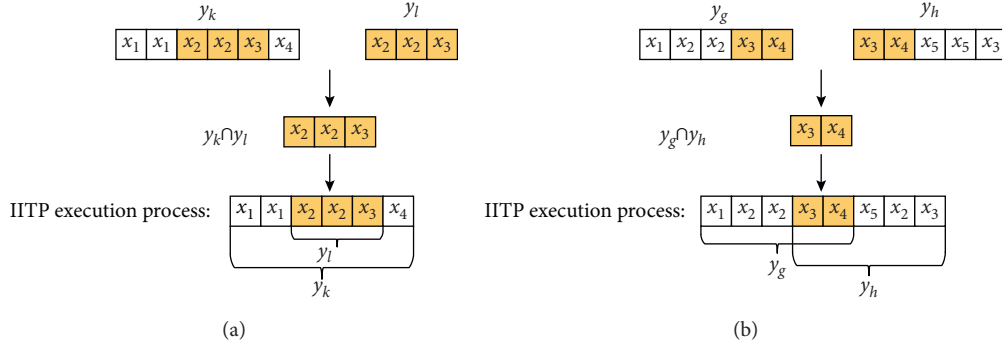 y_k y_l y_g y_h
x_1 x_1 x_2 x_2 x_3 x_4 x_2 x_2 x_3 x_1 x_2 x_2 x_3 x_4 x_3 x_4 x_5 x_5 x_3
y_k∩y_l x_2 x_2 x_3 y_g∩y_h x_3 x_4
IITP execution process: x_1 x_1 x_2 x_2 x_3 x_4 IITP execution process: x_1 x_2 x_2 x_3 x_4 x_5 x_2 x_3
y_l y_g
y_k y_h
(a) (b)